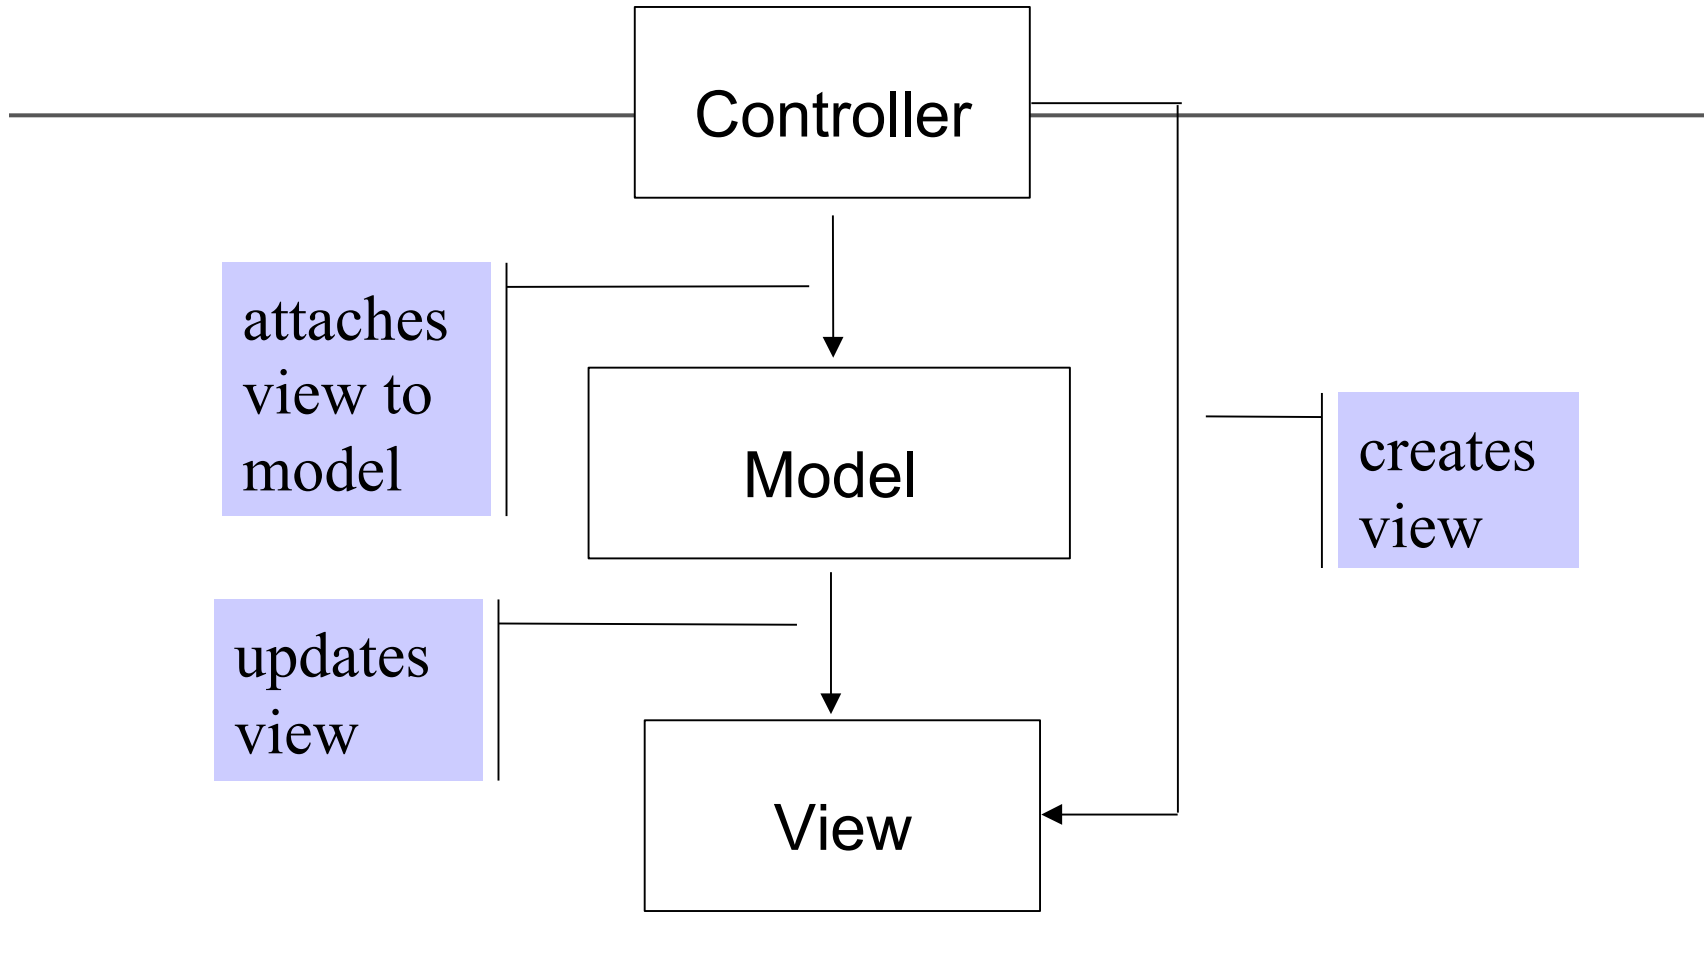 Controller
attaches
view to
model
Model
creates
view
updates
view
View